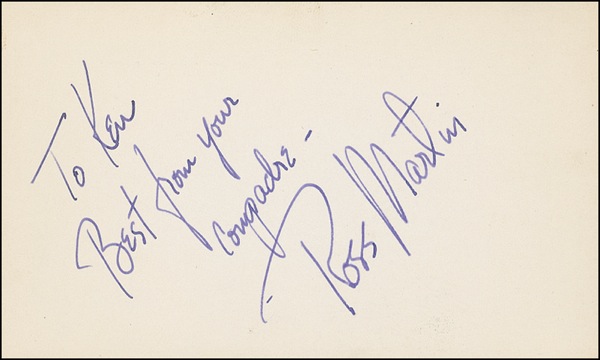 To Ken
Best from your
Compadre -
Ross Martin